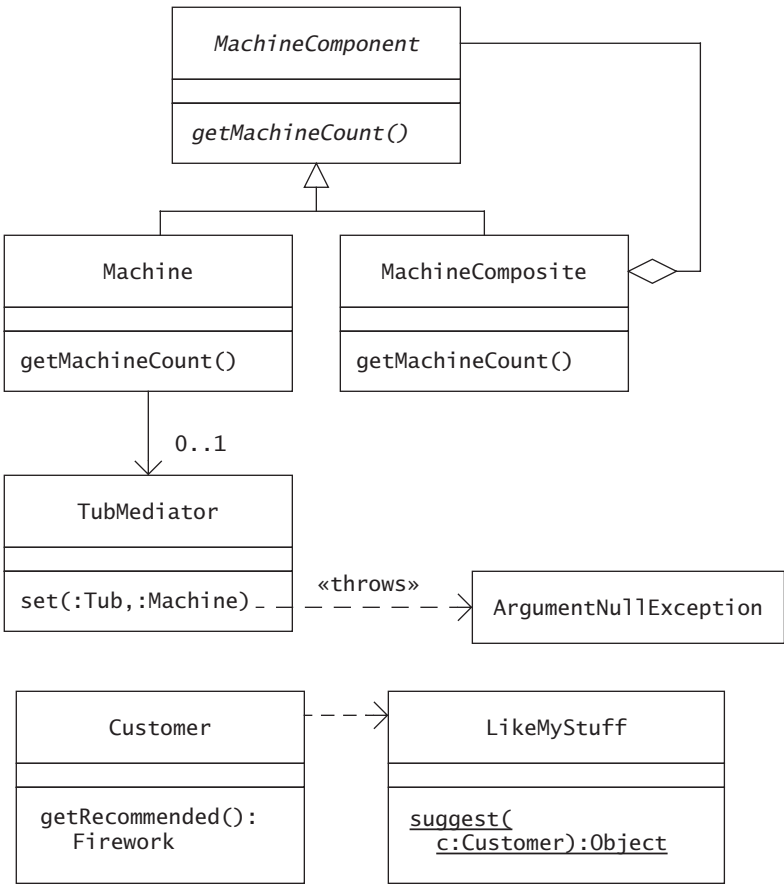 MachineComponent
getMachineCount()
Machine
MachineComposite
getMachineCount()
getMachineCount()
0..1
TubMediator
set(:Tub,:Machine)
«throws»
ArgumentNullException
Customer
LikeMyStuff
getRecommended():
Firework
suggest(
c:Customer):Object